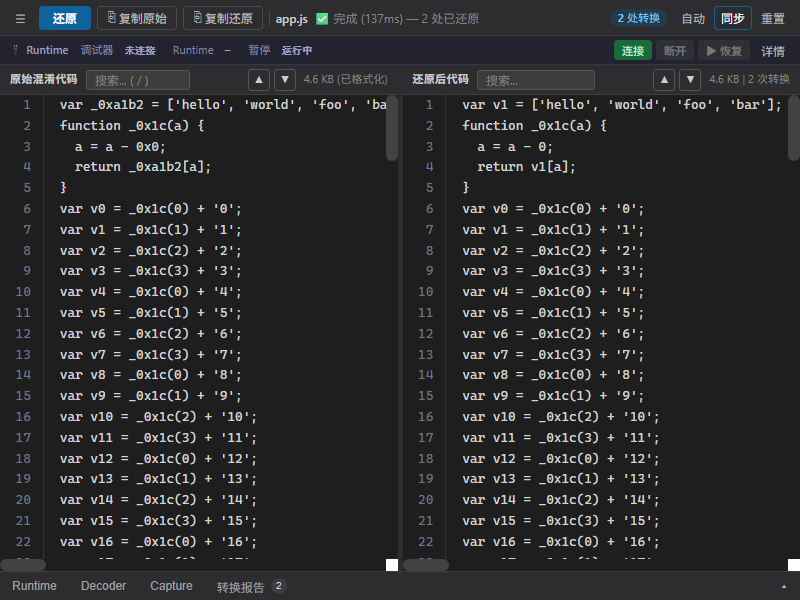 ☰ 还原 复制原始 复制还原 app.js ✅ 完成 (137ms) — 2 处已还原 2 处转换 自动 同步 重置
Runtime 调试器 未连接 Runtime – 暂停 运行中 连接 断开 ▶ 恢复 详情
原始混淆代码 搜索... ( / ) ▲ ▼ 4.6 KB (已格式化)
1 var _0xa1b2 = ['hello', 'world', 'foo', 'ba
2 function _0x1c(a) {
3 a = a - 0x0;
4 return _0xa1b2[a];
5 }
6 var v0 = _0x1c(0) + '0';
7 var v1 = _0x1c(1) + '1';
8 var v2 = _0x1c(2) + '2';
9 var v3 = _0x1c(3) + '3';
10 var v4 = _0x1c(0) + '4';
11 var v5 = _0x1c(1) + '5';
12 var v6 = _0x1c(2) + '6';
13 var v7 = _0x1c(3) + '7';
14 var v8 = _0x1c(0) + '8';
15 var v9 = _0x1c(1) + '9';
16 var v10 = _0x1c(2) + '10';
17 var v11 = _0x1c(3) + '11';
18 var v12 = _0x1c(0) + '12';
19 var v13 = _0x1c(1) + '13';
20 var v14 = _0x1c(2) + '14';
21 var v15 = _0x1c(3) + '15';
22 var v16 = _0x1c(0) + '16';
还原后代码 搜索... ▲ ▼ 4.6 KB | 2 次转换
1 var v1 = ['hello', 'world', 'foo', 'bar'];
2 function _0x1c(a) {
3 a = a - 0;
4 return v1[a];
5 }
6 var v0 = _0x1c(0) + '0';
7 var v1 = _0x1c(1) + '1';
8 var v2 = _0x1c(2) + '2';
9 var v3 = _0x1c(3) + '3';
10 var v4 = _0x1c(0) + '4';
11 var v5 = _0x1c(1) + '5';
12 var v6 = _0x1c(2) + '6';
13 var v7 = _0x1c(3) + '7';
14 var v8 = _0x1c(0) + '8';
15 var v9 = _0x1c(1) + '9';
16 var v10 = _0x1c(2) + '10';
17 var v11 = _0x1c(3) + '11';
18 var v12 = _0x1c(0) + '12';
19 var v13 = _0x1c(1) + '13';
20 var v14 = _0x1c(2) + '14';
21 var v15 = _0x1c(3) + '15';
22 var v16 = _0x1c(0) + '16';
Runtime Decoder Capture 转换报告 2